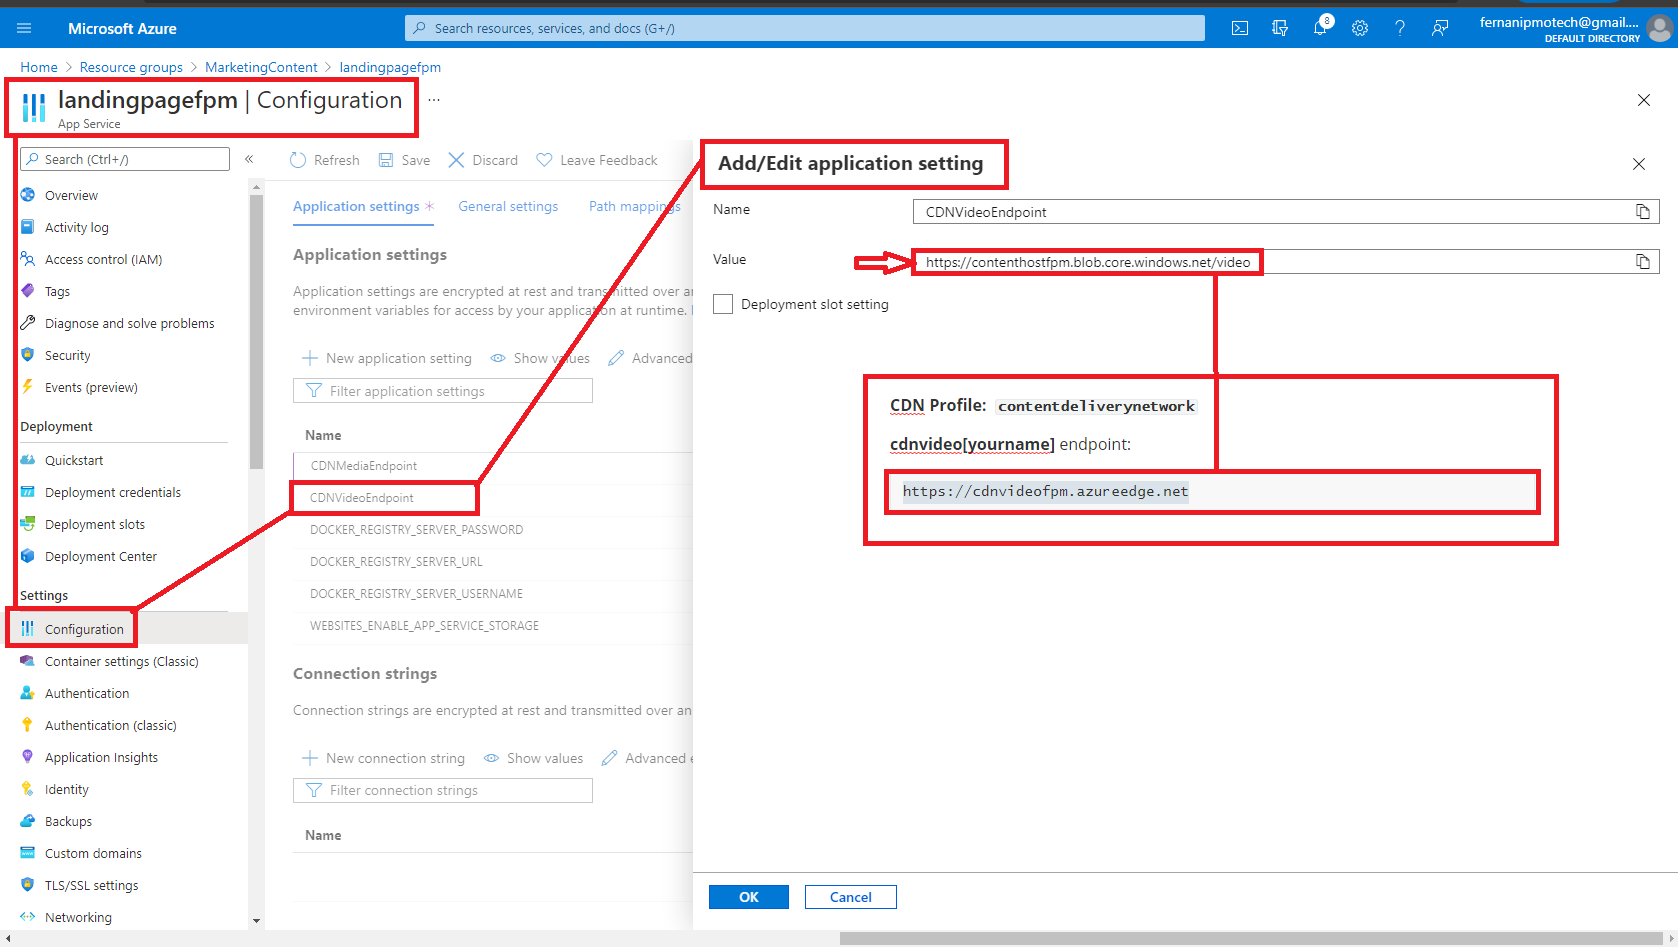 Microsoft Azure
Search resources, services, and docs (G+/)
8
fernanipmotech@gmail....
DEFAULT DIRECTORY
Home > Resource groups > MarketingContent > landingpagefpm
landingpagefpm | Configuration ...
App Service
Search (Ctrl+/)
«
Overview
Activity log
Access control (IAM)
Tags
Diagnose and solve problems
Security
Events (preview)
Deployment
Quickstart
Deployment credentials
Deployment slots
Deployment Center
Settings
Configuration
Container settings (Classic)
Authentication
Authentication (classic)
Application Insights
Identity
Backups
Custom domains
TLS/SSL settings
Networking
Refresh Save Discard Leave Feedback
Application settings * General settings Path mappings
Application settings
Application settings are encrypted at rest and transmitted over an
environment variables for access by your application at runtime.
New application setting Show values Advanced
Filter application settings
Name
CDNMediaEndpoint
CDNVideoEndpoint
DOCKER_REGISTRY_SERVER_PASSWORD
DOCKER_REGISTRY_SERVER_URL
DOCKER_REGISTRY_SERVER_USERNAME
WEBSITES_ENABLE_APP_SERVICE_STORAGE
Connection strings
Connection strings are encrypted at rest and transmitted over an
New connection string Show values Advanced e
Filter connection strings
Name
Add/Edit application setting
Name CDNVideoEndpoint
Value https://contenthostfpm.blob.core.windows.net/video
Deployment slot setting
CDN Profile: contentdeliverynetwork
cdnvideo[yourname] endpoint:
https://cdnvideofpm.azureedge.net
OK Cancel